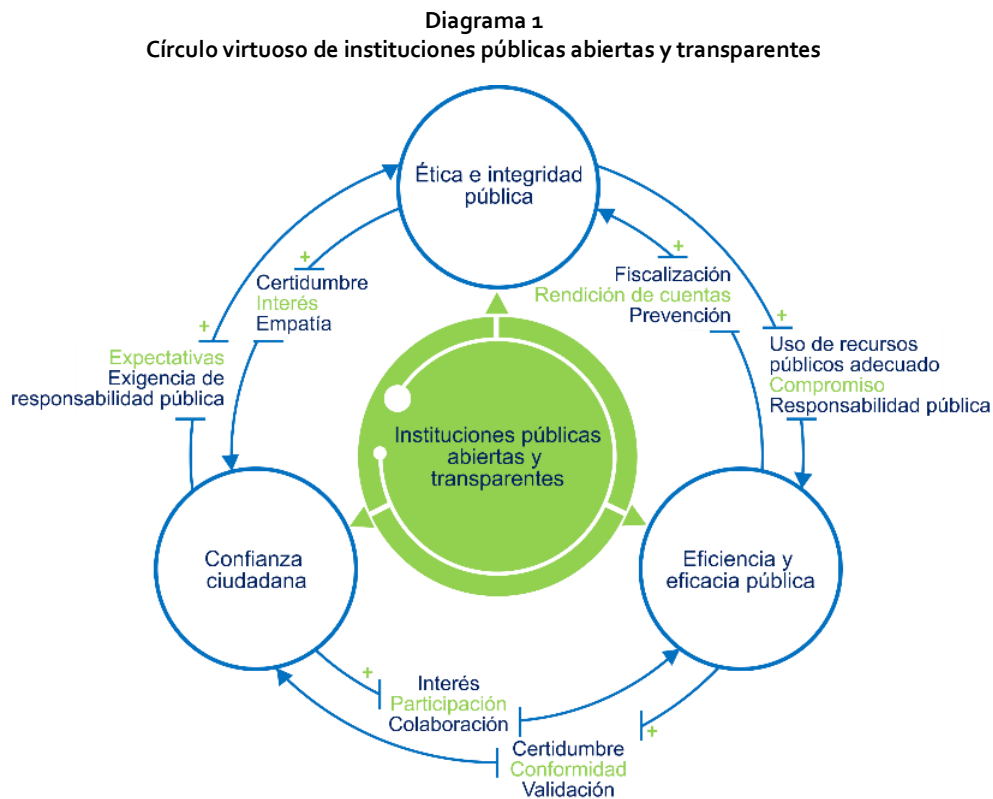 Diagrama 1
Círculo virtuoso de instituciones públicas abiertas y transparentes
Ética e integridad
pública
+
Certidumbre
Interés
Empatía
+
Fiscalización
Rendición de cuentas
Prevención
+
Expectativas
Exigencia de
responsabilidad pública
+
Uso de recursos
públicos adecuado
Compromiso
Responsabilidad pública
Instituciones públicas
abiertas y
transparentes
Confianza
ciudadana
Eficiencia y
eficacia pública
+
Interés
Participación
Colaboración
+
Certidumbre
Conformidad
Validación